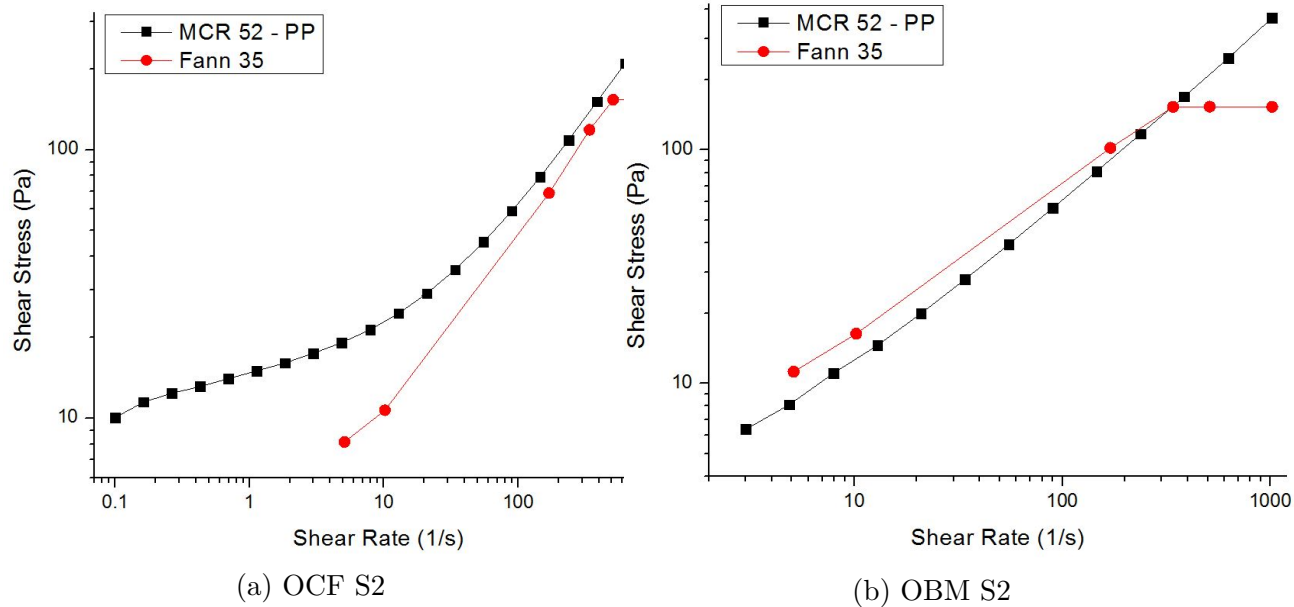 MCR 52 - PP
Fann 35
100
10
Shear Stress (Pa)
0.1
1
10
100
Shear Rate (1/s)
(a) OCF S2
MCR 52 - PP
Fann 35
100
10
Shear Stress (Pa)
10
100
1000
Shear Rate (1/s)
(b) OBM S2